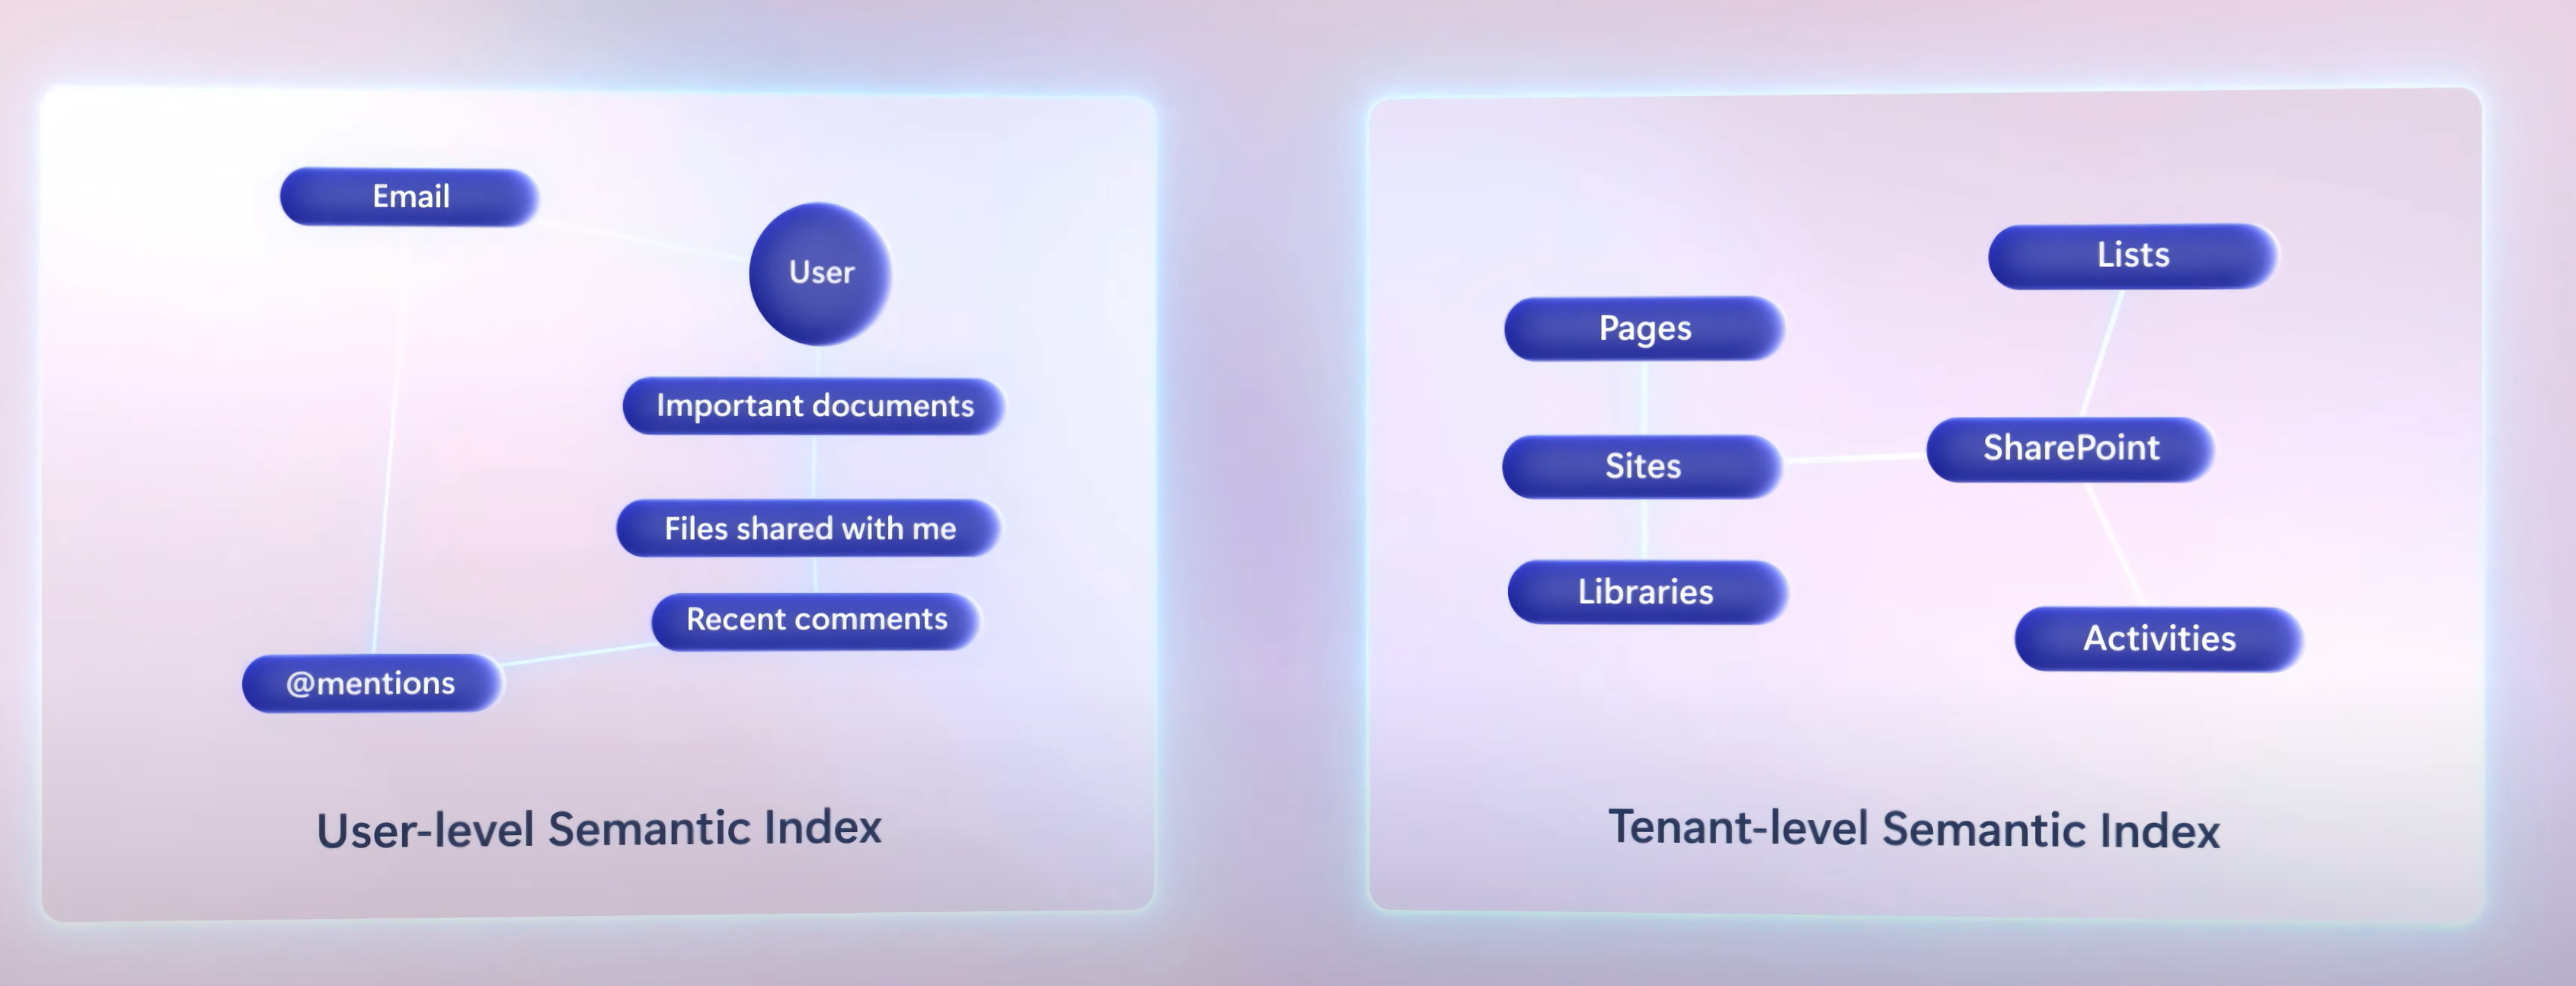 Email
User
Important documents
Files shared with me
Recent comments
@mentions
User-level Semantic Index
Lists
Pages
SharePoint
Sites
Libraries
Activities
Tenant-level Semantic Index